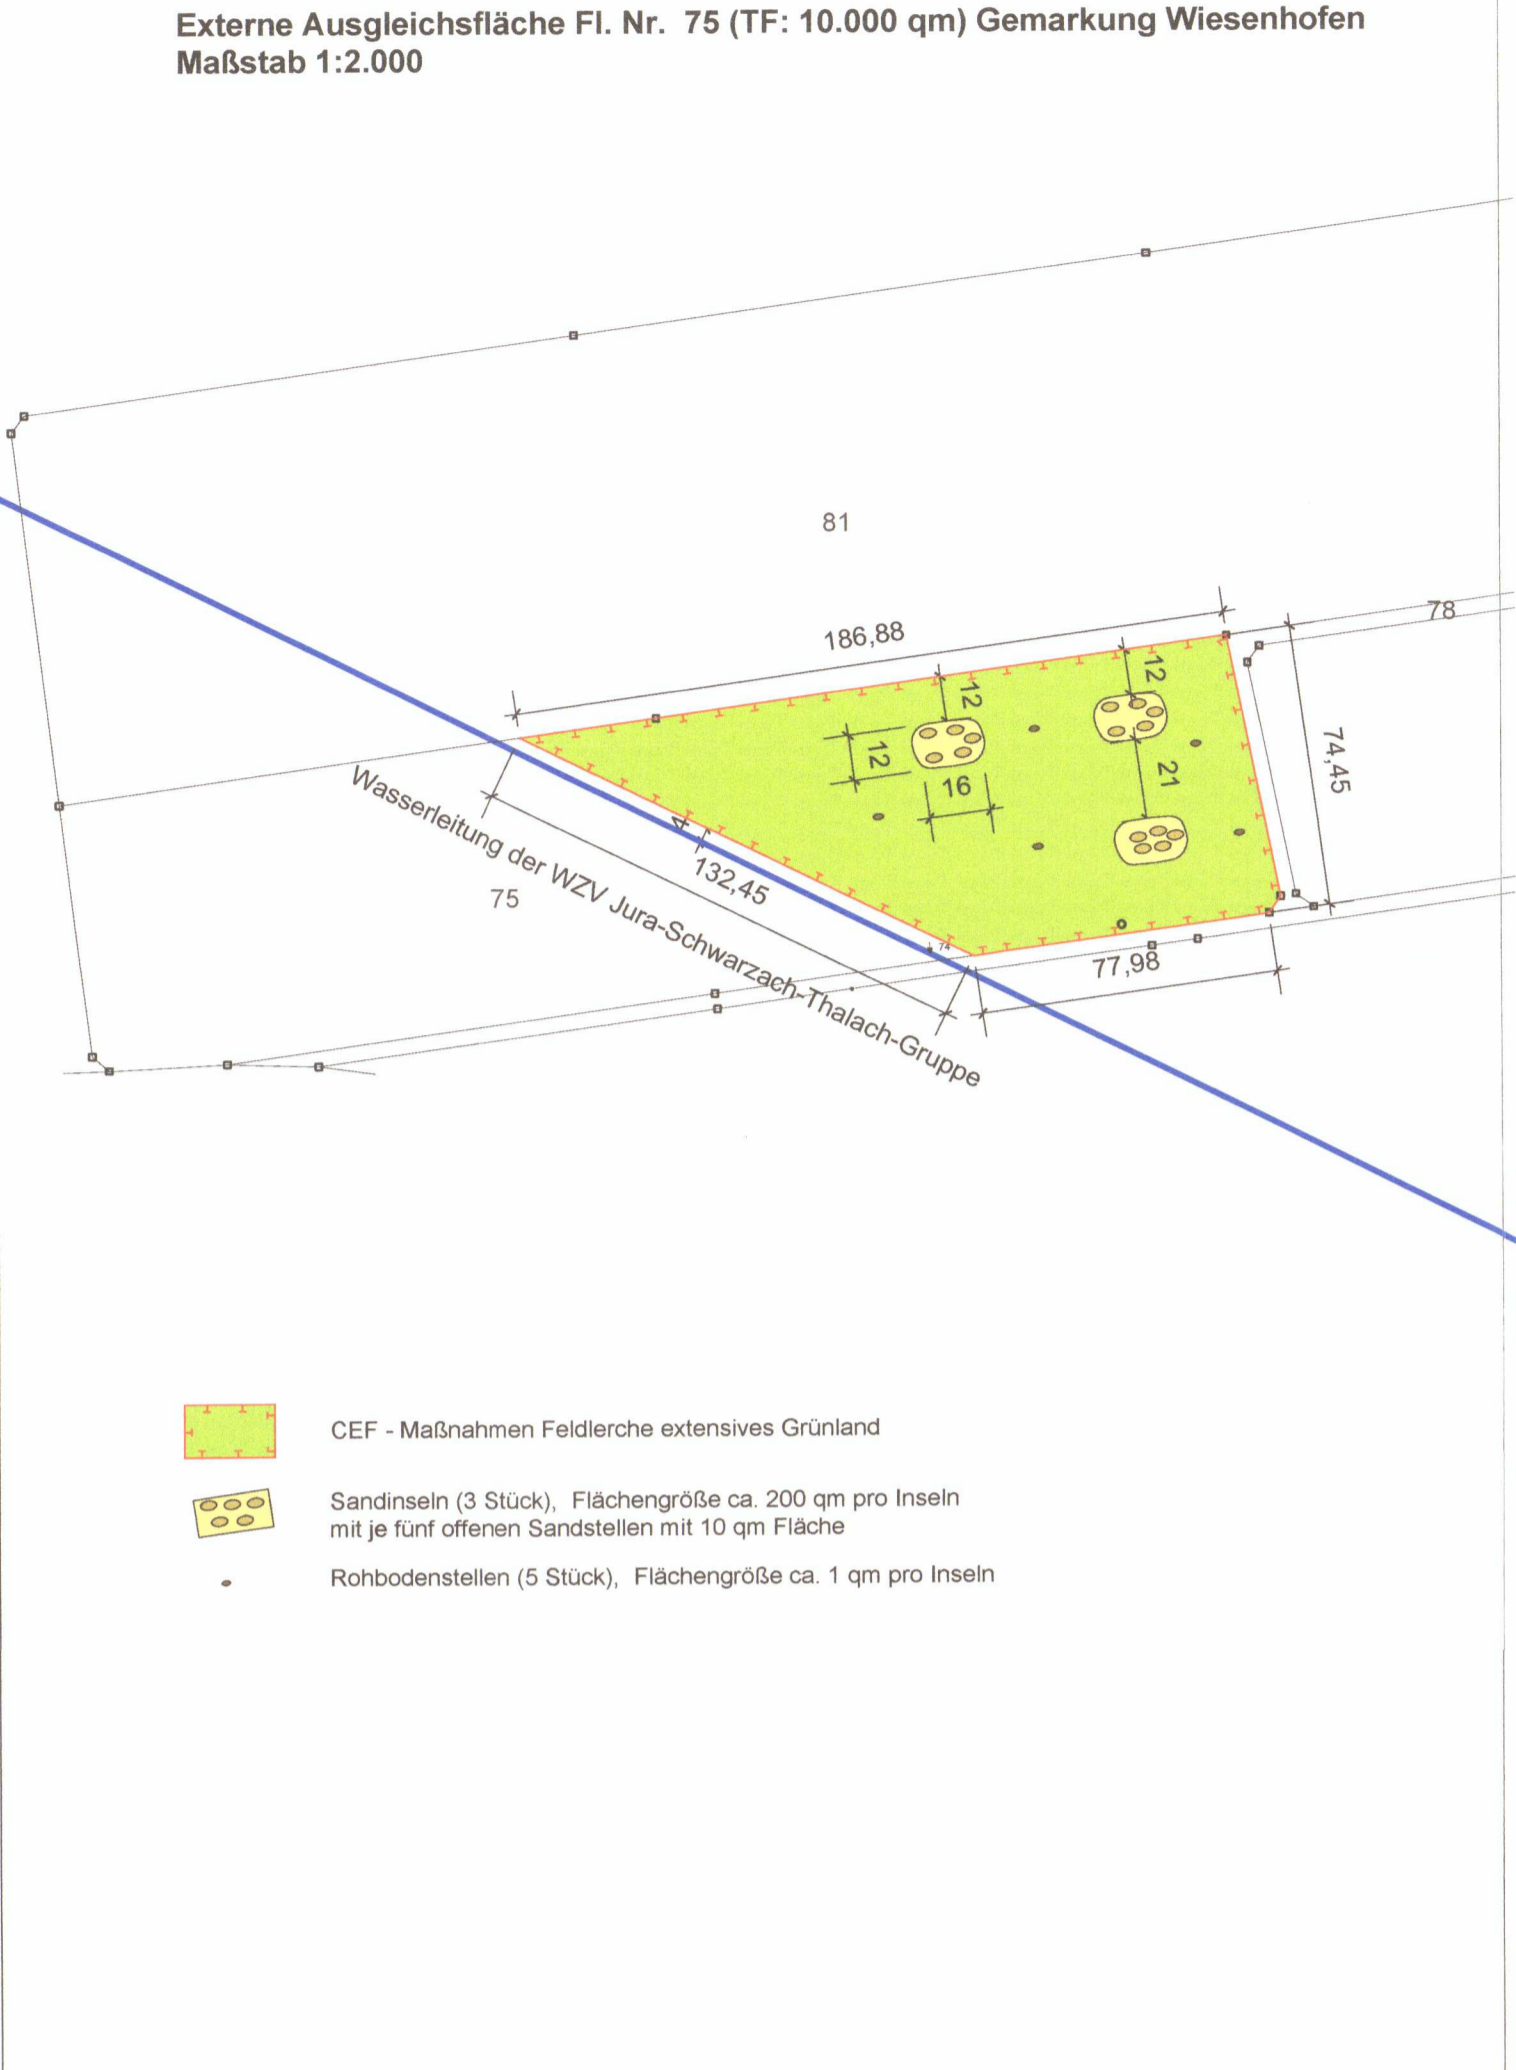 Externe Ausgleichsfläche Fl. Nr. 75 (TF: 10.000 qm) Gemarkung Wiesenhofen
Maßstab 1:2.000
81
78
186,88
12
12
12
16
21
74,45
4
132,45
Wasserleitung der WZV Jura-Schwarzach-Thalach-Gruppe
75
74
77,98
CEF - Maßnahmen Feldlerche extensives Grünland
Sandinseln (3 Stück), Flächengröße ca. 200 qm pro Inseln
mit je fünf offenen Sandstellen mit 10 qm Fläche
Rohbodenstellen (5 Stück), Flächengröße ca. 1 qm pro Inseln